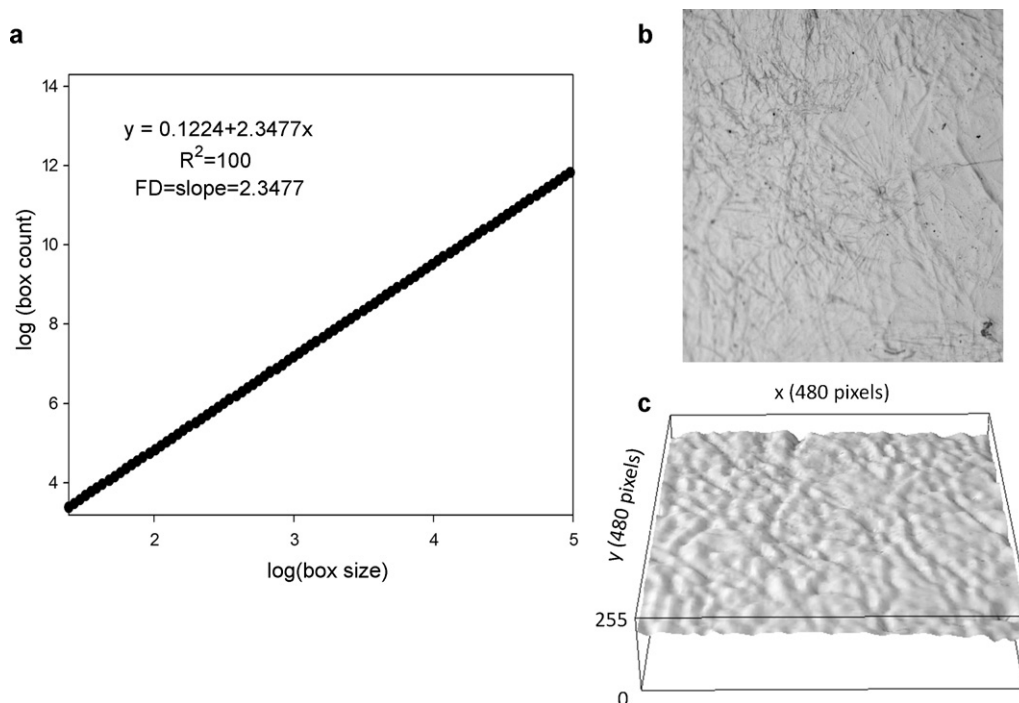 a
14
12
10
8
6
4
2
3
4
5
log (box count)
log(box size)
y = 0.1224+2.3477x
R²=100
FD=slope=2.3477
b
c
x (480 pixels)
y (480 pixels)
255
0